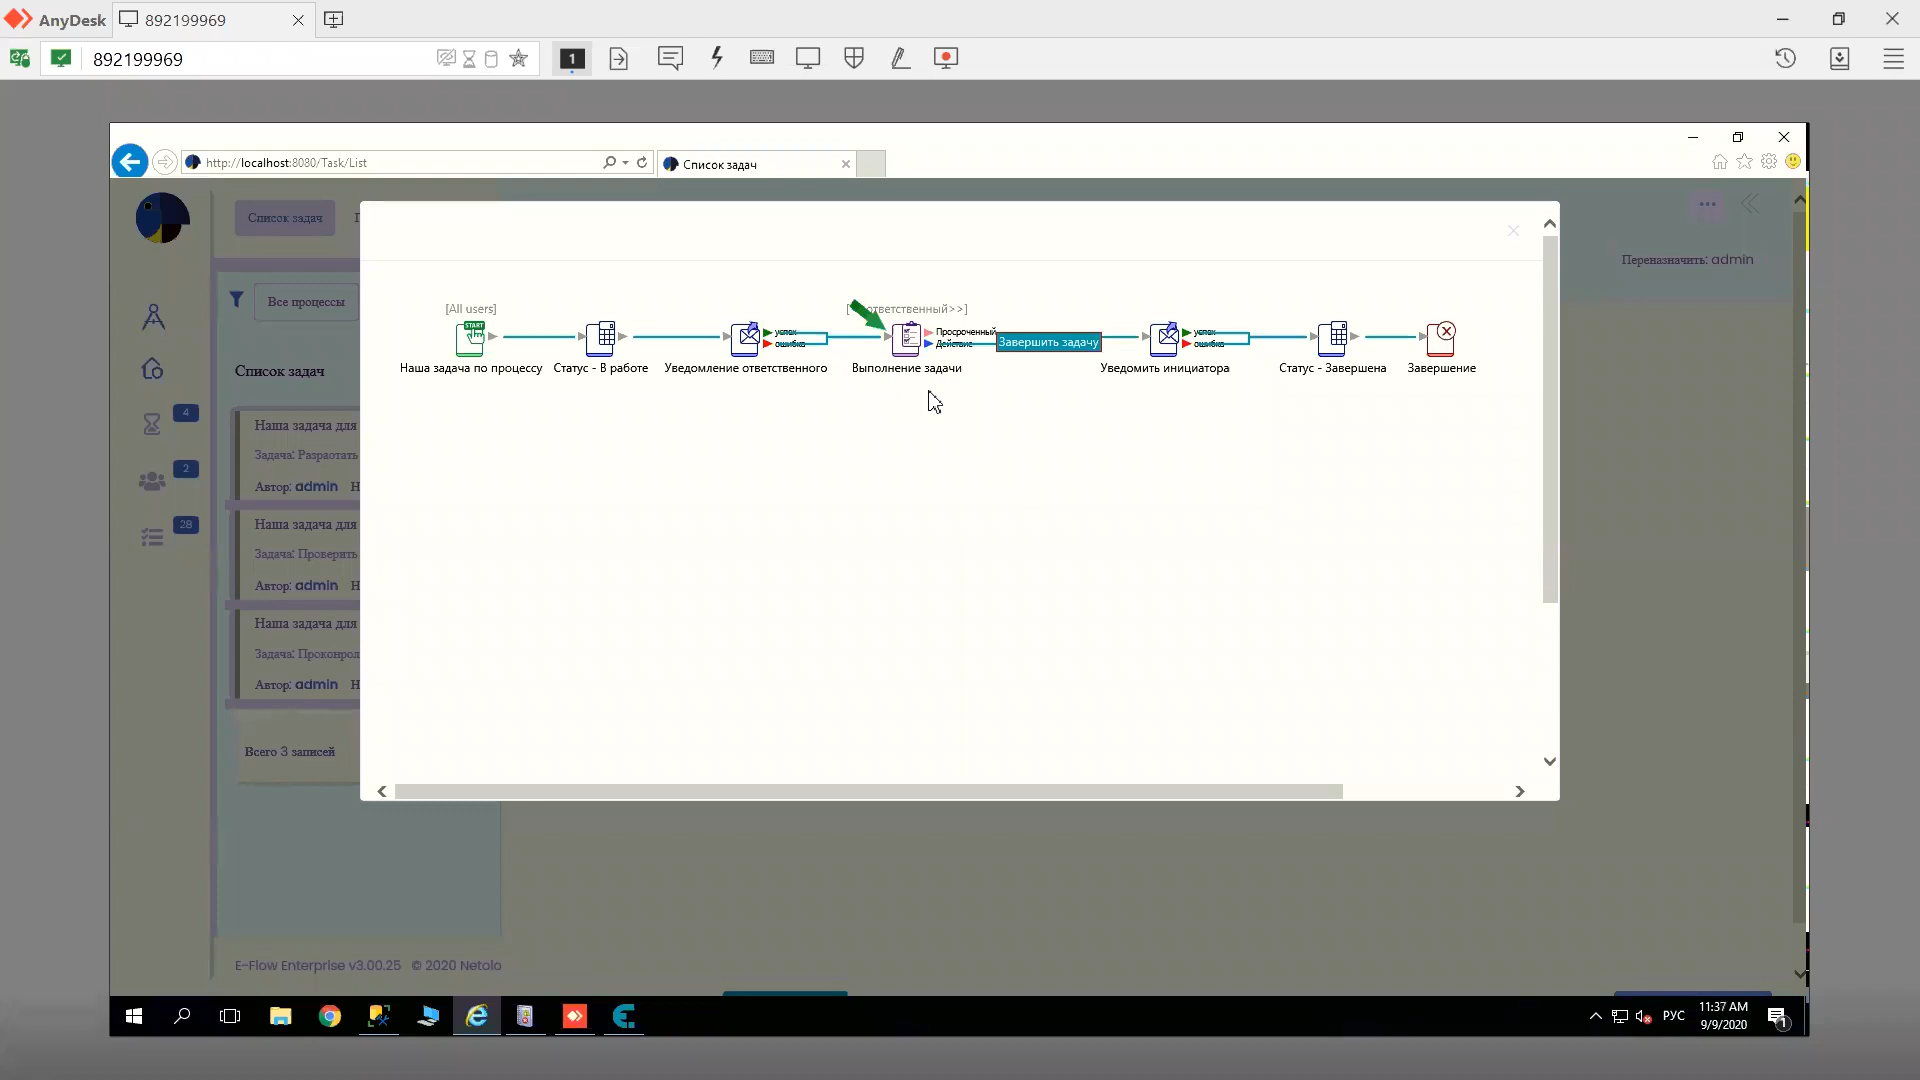 AnyDesk
892199969
892199969
1
http://localhost:8080/Task/List
Список задач
Список задач
Переназначить: admin
Все процессы
[All users]
ответственный>>]
START
успех
ошибка
Просроченный
Действие
Завершить задачу
успех
ошибка
Наша задача по процессу
Статус - В работе
Уведомление ответственного
Выполнение задачи
Уведомить инициатора
Статус - Завершена
Завершение
Список задач
4
Наша задача для
Задача: Разраотать
2
Автор: admin Н
28
Наша задача для
Задача: Проверить
Автор: admin Н
Наша задача для
Задача: Проконрол
Автор: admin Н
Всего 3 записей
E-Flow Enterprise v3.00.25 © 2020 Netolo
РУС
11:37 AM
9/9/2020
1